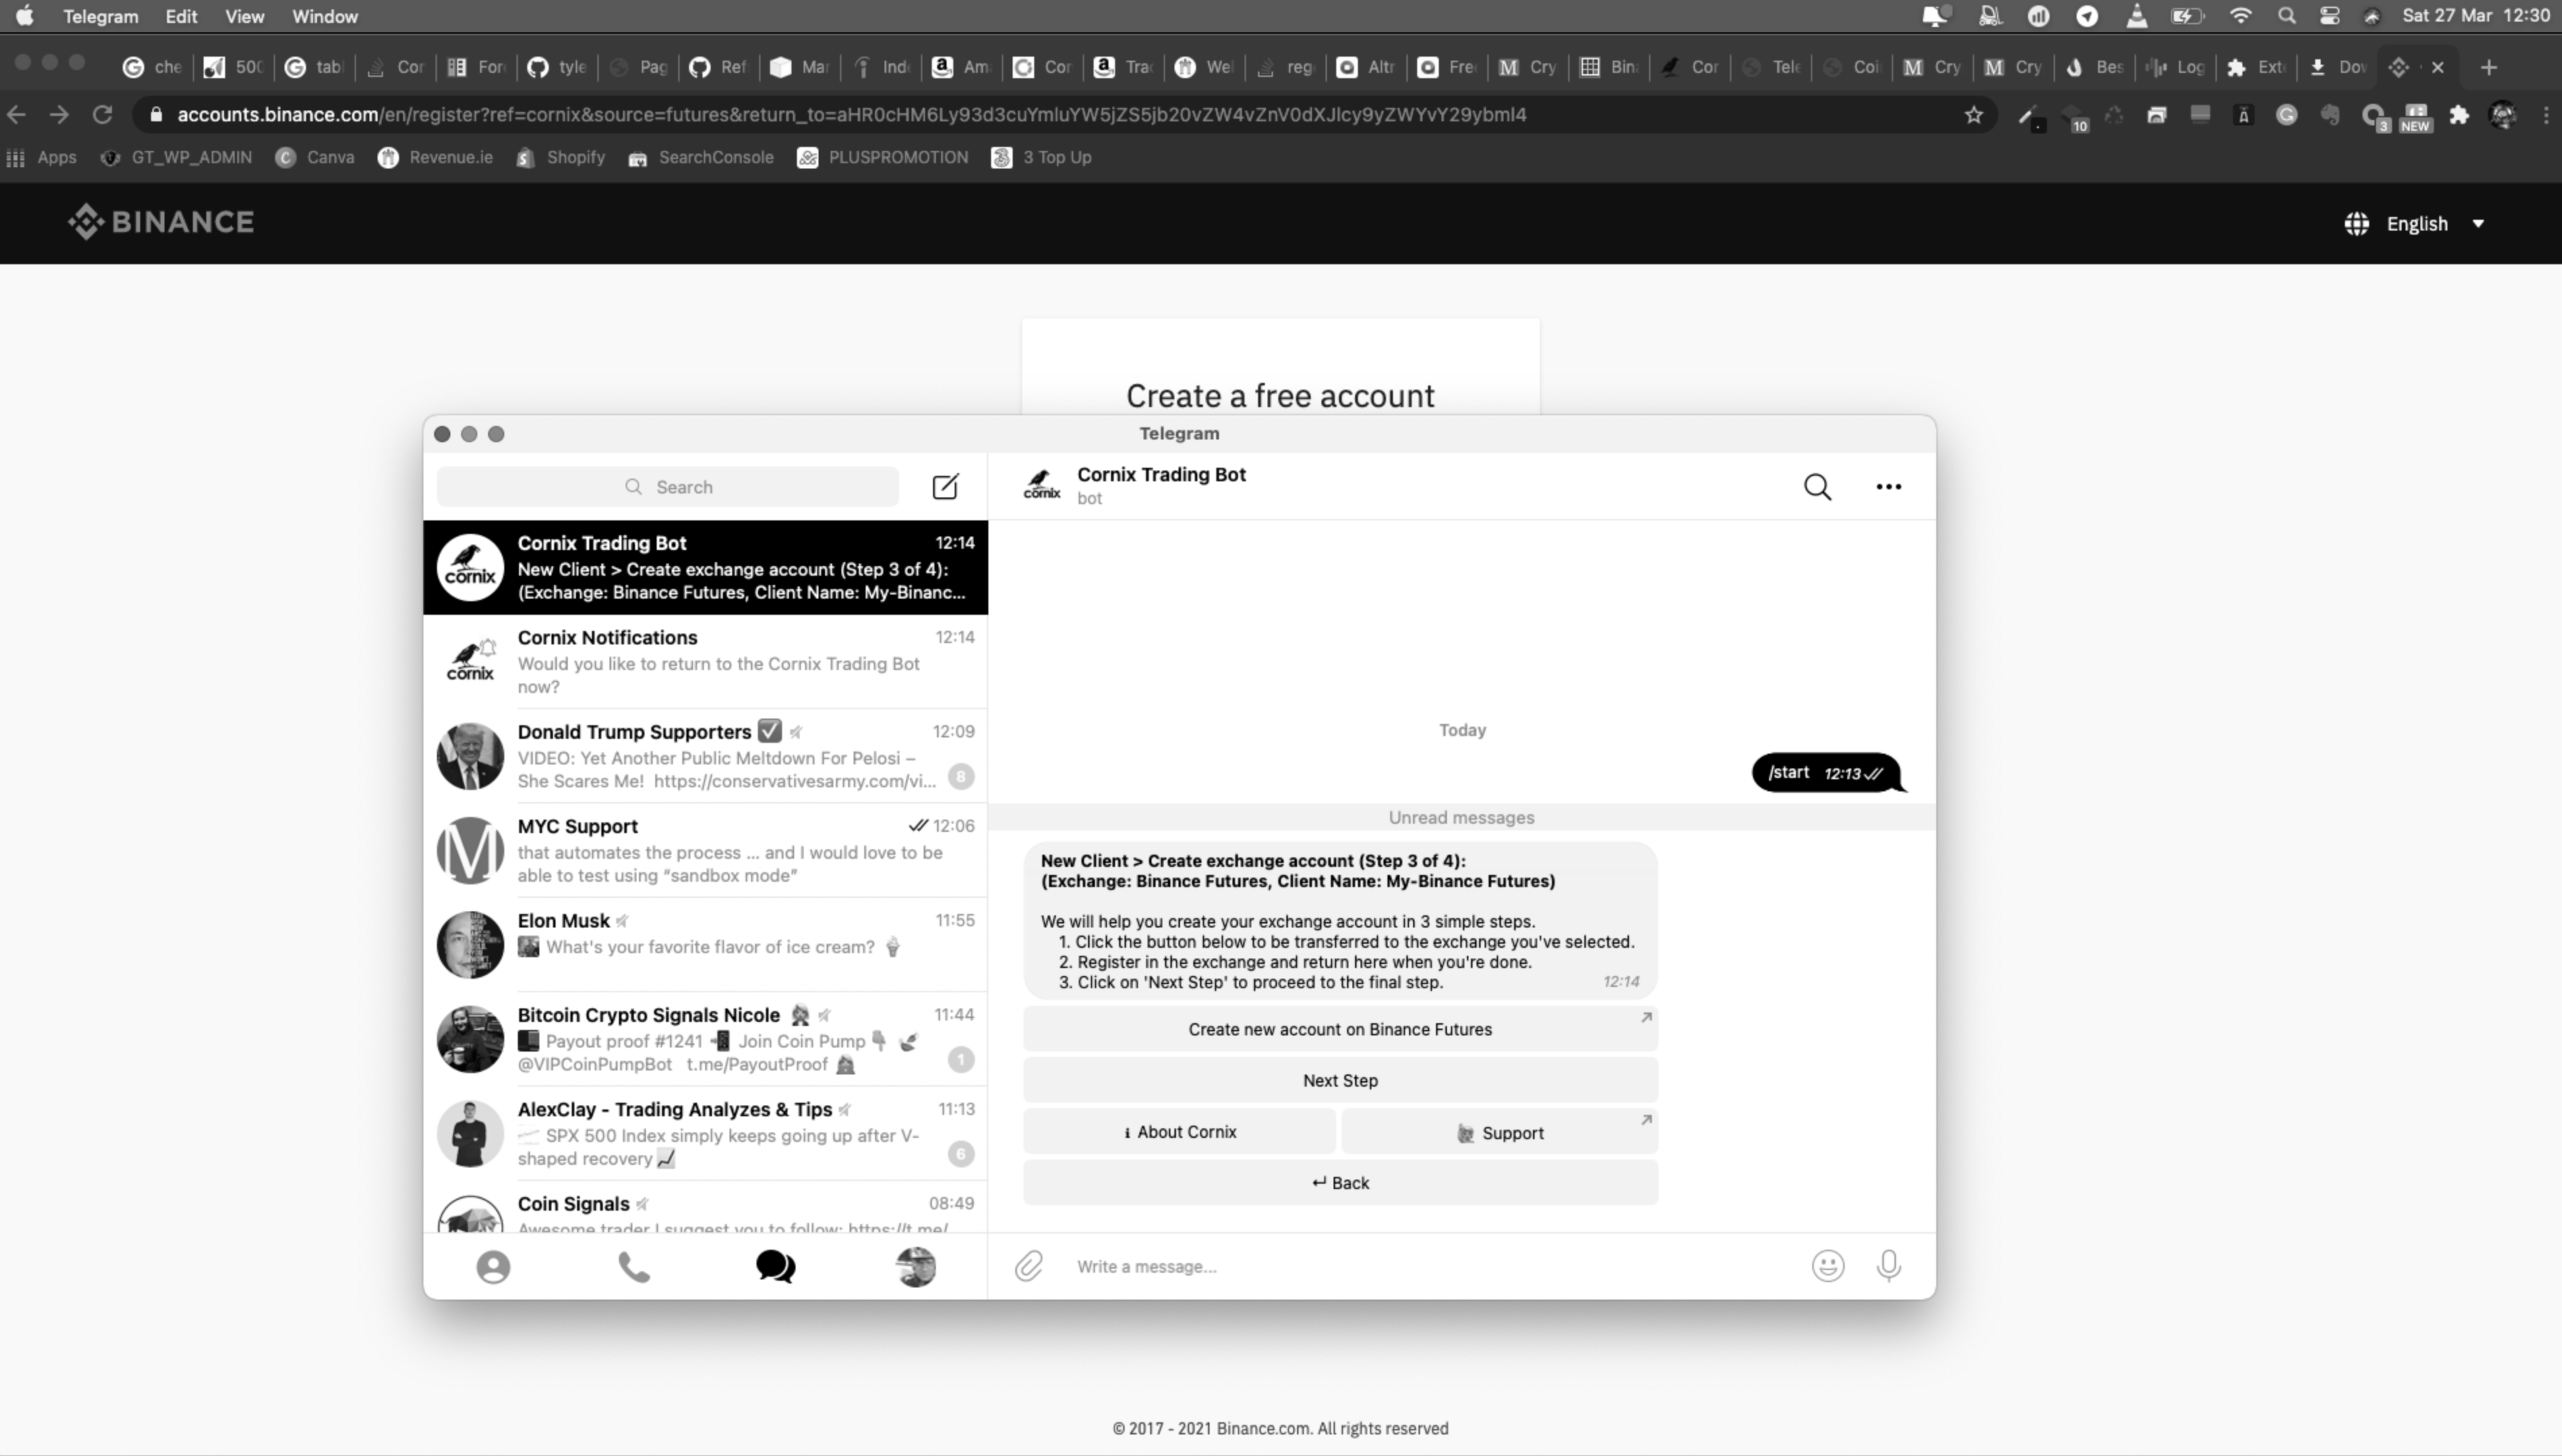 Telegram Edit View Window
Sat 27 Mar 12:30
che 500 tabl Cor For tyle Pag Ref Mar Ind Am Cor Tra Wel reg Altr Fre Cry Bin Cor Tele Coi Cry Cry Bes Log Ext Dov
accounts.binance.com/en/register?ref=cornix&source=futures&return_to=aHR0cHM6Ly93d3cuYmluYW5jZS5jb20vZW4vZnV0dXJlcy9yZWYvY29ybml4
10 3 NEW
Apps GT_WP_ADMIN Canva Revenue.ie Shopify SearchConsole PLUSPROMOTION 3 Top Up
BINANCE
English
Create a free account
Telegram
Search
Cornix Trading Bot
bot
cornix
Cornix Trading Bot 12:14
New Client > Create exchange account (Step 3 of 4):
(Exchange: Binance Futures, Client Name: My-Binanc...
cornix
Cornix Notifications 12:14
Would you like to return to the Cornix Trading Bot
now?
cornix
Donald Trump Supporters 12:09
VIDEO: Yet Another Public Meltdown For Pelosi –
She Scares Me! https://conservativesarmy.com/vi... 8
MYC Support 12:06
that automates the process ... and I would love to be
able to test using “sandbox mode”
M
Elon Musk 11:55
What's your favorite flavor of ice cream?
Bitcoin Crypto Signals Nicole 11:44
Payout proof #1241 Join Coin Pump
@VIPCoinPumpBot t.me/PayoutProof 1
AlexClay - Trading Analyzes & Tips 11:13
SPX 500 Index simply keeps going up after V-
shaped recovery 6
Coin Signals 08:49
Awesome trader I suggest you to follow: https://t.me/
Today
/start 12:13
Unread messages
New Client > Create exchange account (Step 3 of 4):
(Exchange: Binance Futures, Client Name: My-Binance Futures)
We will help you create your exchange account in 3 simple steps.
1. Click the button below to be transferred to the exchange you've selected.
2. Register in the exchange and return here when you're done.
3. Click on 'Next Step' to proceed to the final step.
12:14
Create new account on Binance Futures
Next Step
About Cornix
Support
Back
Write a message...
© 2017 - 2021 Binance.com. All rights reserved